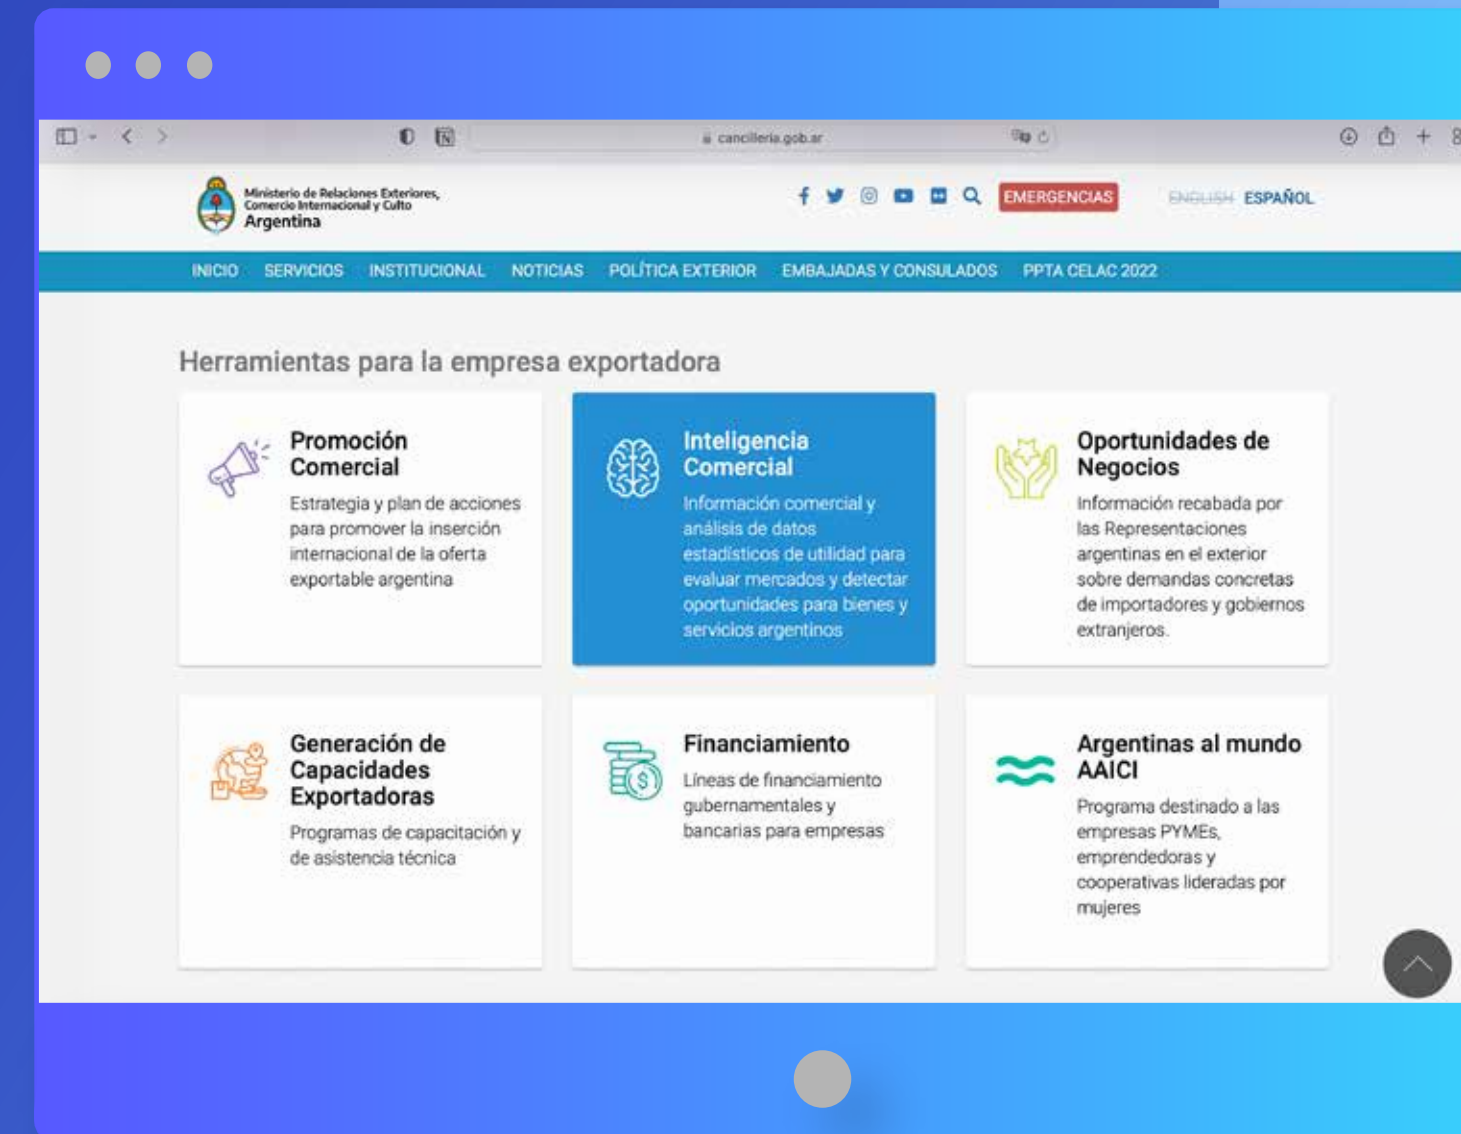 cancilleria.gob.ar
Ministerio de Relaciones Exteriores,
Comercio Internacional y Culto
Argentina
EMERGENCIAS
ENGLISH ESPAÑOL
INICIO SERVICIOS INSTITUCIONAL NOTICIAS POLÍTICA EXTERIOR EMBAJADAS Y CONSULADOS PPTA CELAC 2022
Herramientas para la empresa exportadora
Promoción
Comercial
Estrategia y plan de acciones
para promover la inserción
internacional de la oferta
exportable argentina
Inteligencia
Comercial
Información comercial y
análisis de datos
estadísticos de utilidad para
evaluar mercados y detectar
oportunidades para bienes y
servicios argentinos
Oportunidades de
Negocios
Información recabada por
las Representaciones
argentinas en el exterior
sobre demandas concretas
de importadores y gobiernos
extranjeros.
Generación de
Capacidades
Exportadoras
Programas de capacitación y
de asistencia técnica
Financiamiento
Líneas de financiamiento
gubernamentales y
bancarias para empresas
Argentinas al mundo
AAICI
Programa destinado a las
empresas PYMEs,
emprendedoras y
cooperativas lideradas por
mujeres